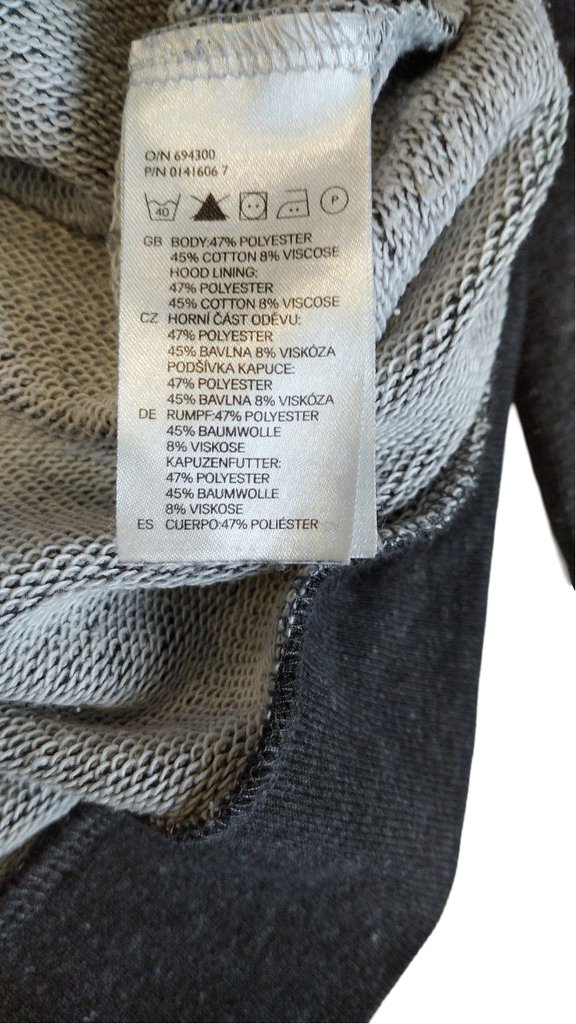 O/N 694300
P/N 0141606 7
40 P
GB BODY:47% POLYESTER
45% COTTON 8% VISCOSE
HOOD LINING:
47% POLYESTER
45% COTTON 8% VISCOSE
CZ HORNÍ ČÁST ODĚVU:
47% POLYESTER
45% BAVLNA 8% VISKÓZA
PODŠÍVKA KAPUCE:
47% POLYESTER
45% BAVLNA 8% VISKÓZA
DE RUMPF:47% POLYESTER
45% BAUMWOLLE
8% VISKOSE
KAPUZENFUTTER:
47% POLYESTER
45% BAUMWOLLE
8% VISKOSE
ES CUERPO:47% POLIÉSTER